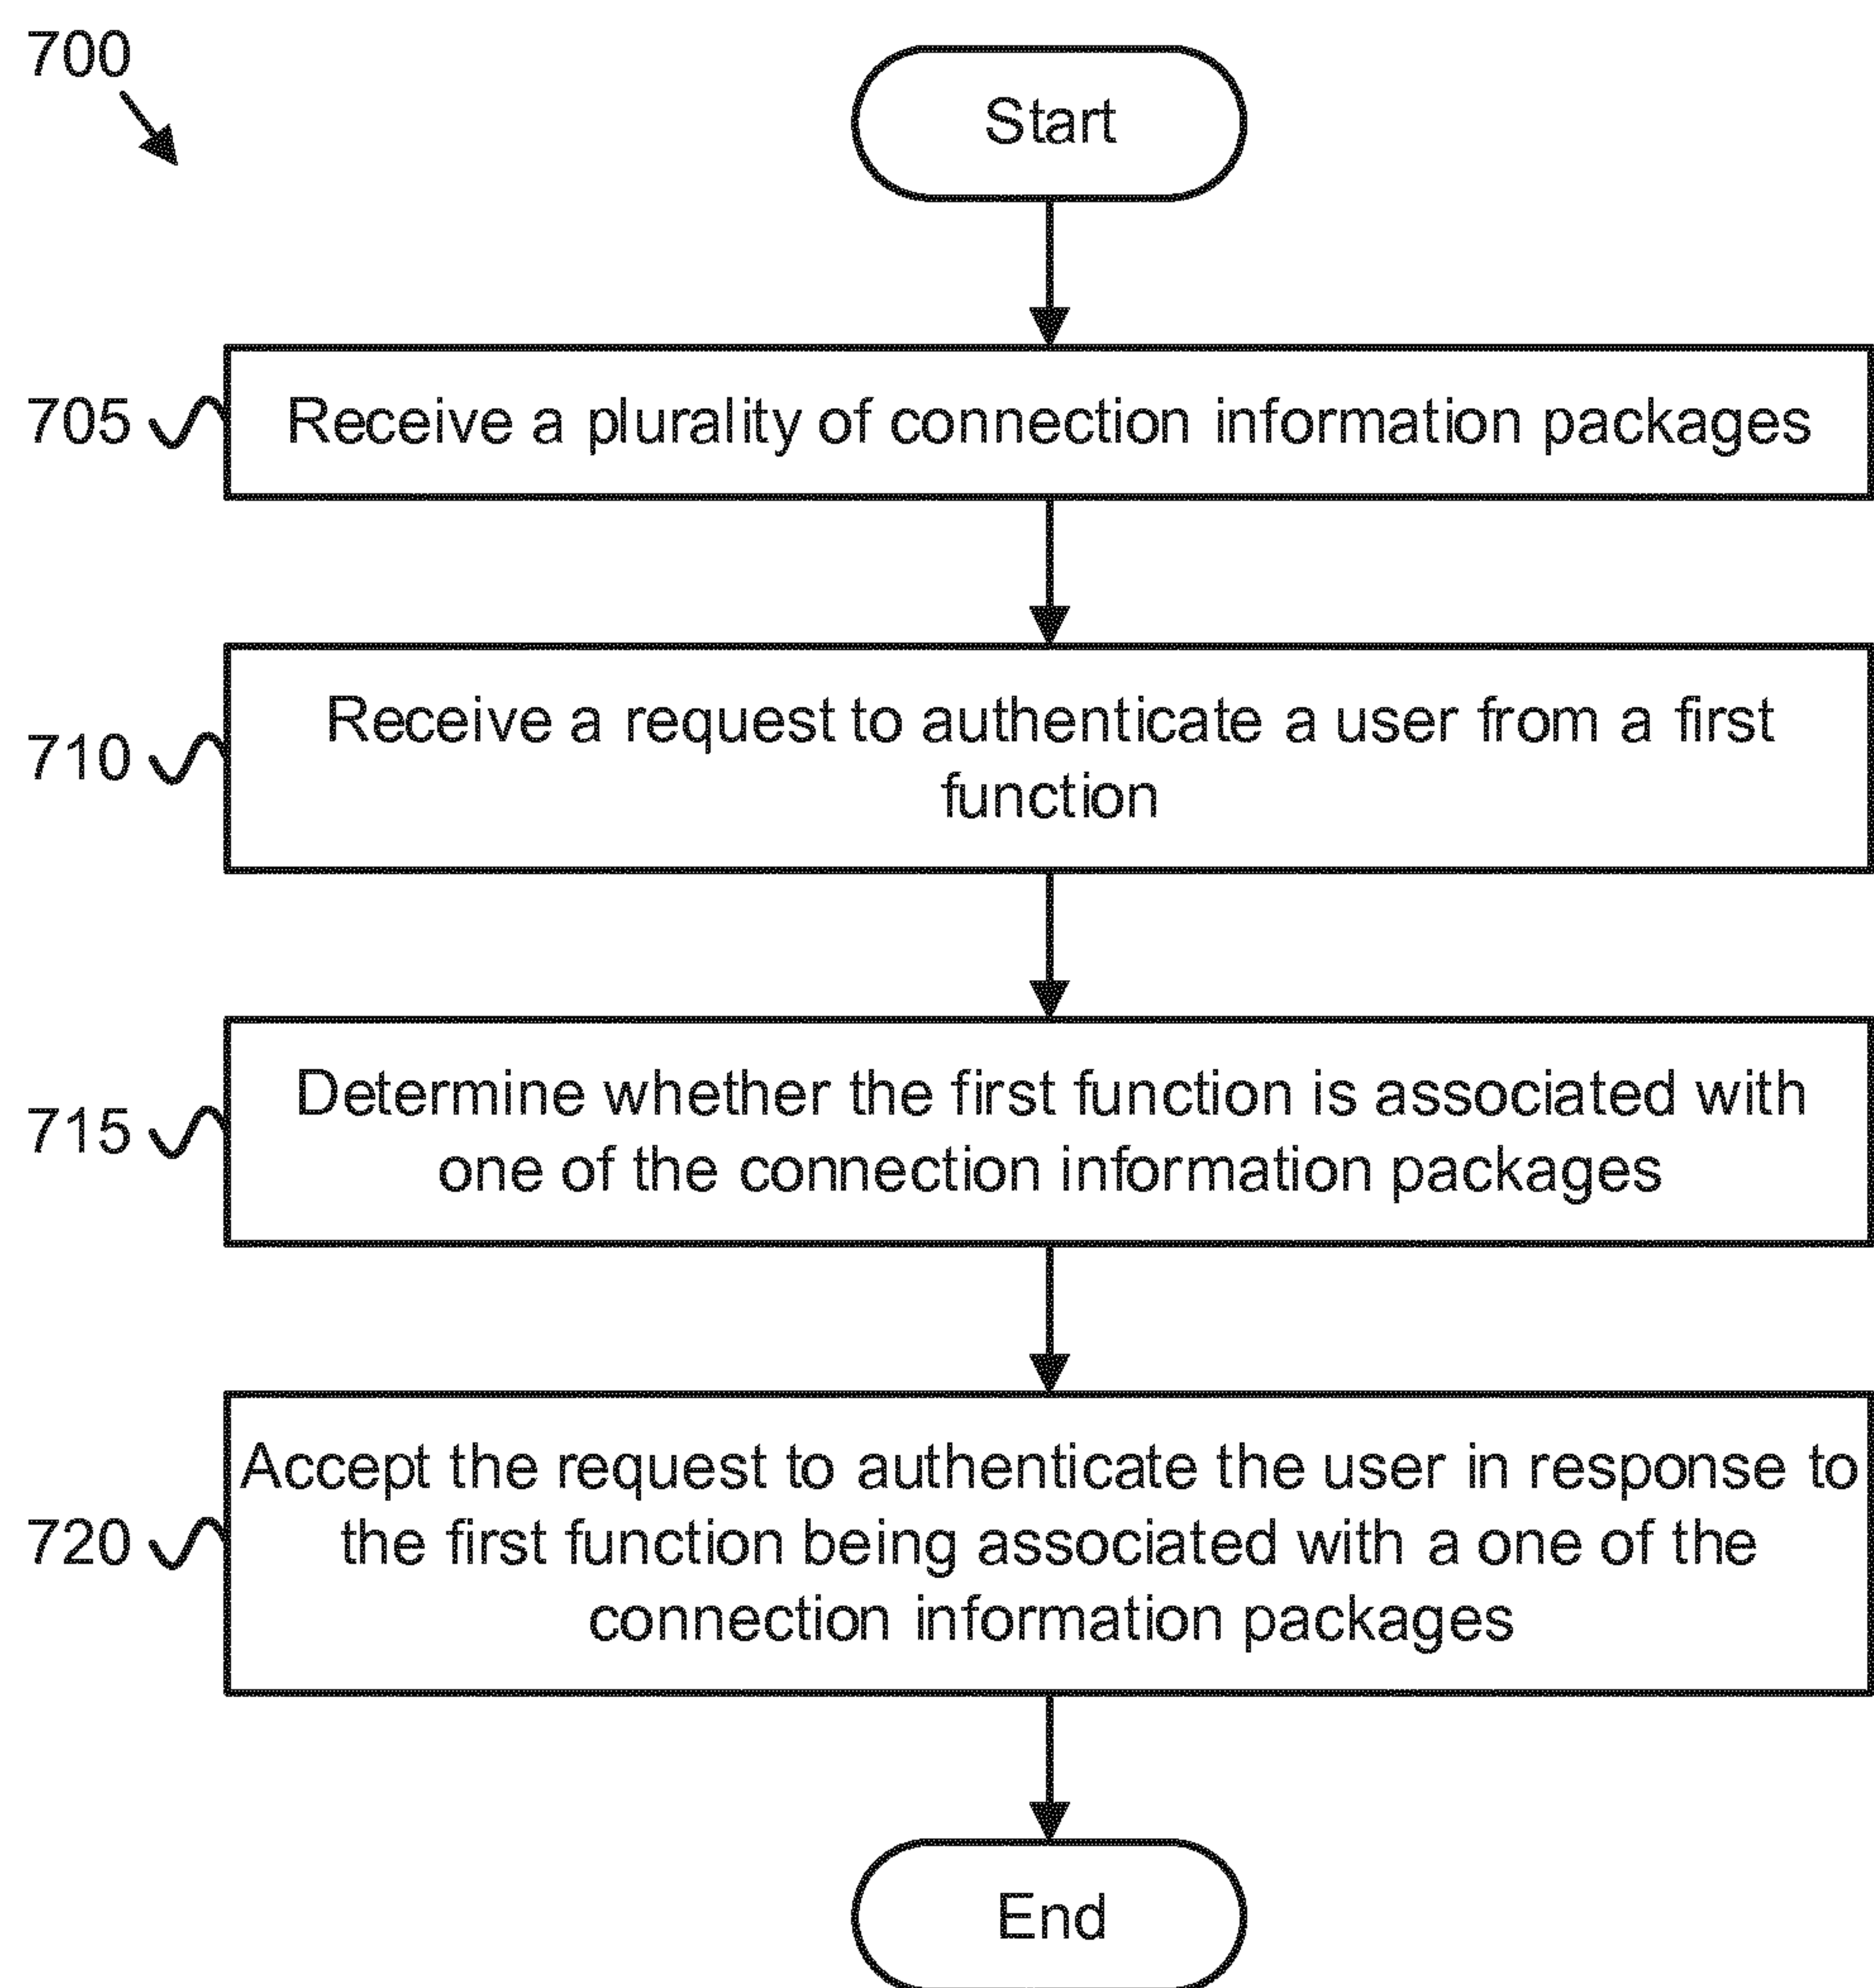 700
Start
705
Receive a plurality of connection information packages
710
Receive a request to authenticate a user from a first
function
715
Determine whether the first function is associated with
one of the connection information packages
720
Accept the request to authenticate the user in response to
the first function being associated with a one of the
connection information packages
End